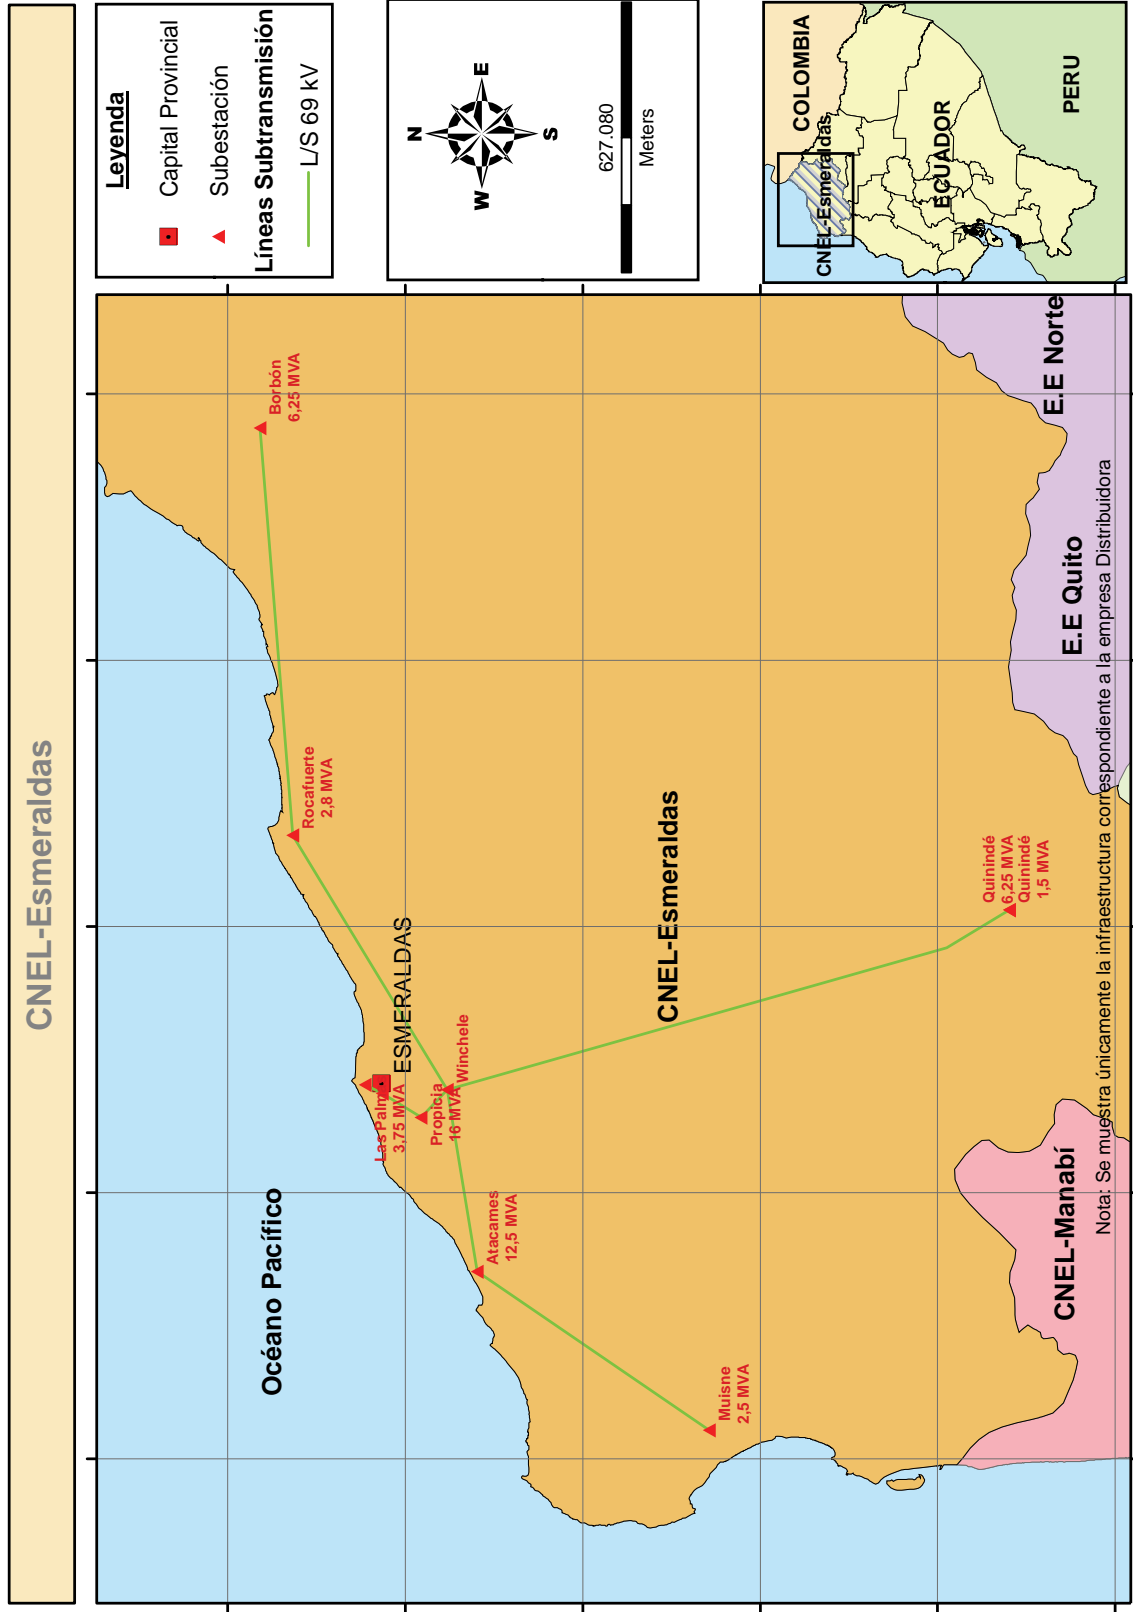 CNEL-Esmeraldas
Leyenda
Capital Provincial
Subestación
Líneas Subtransmisión
L/S 69 kV
N
W
E
S
627.080
Meters
COLOMBIA
CNEL-Esmeraldas
ECUADOR
PERU
Borbón
6,25 MVA
Rocafuerte
2,8 MVA
Océano Pacífico
ESMERALDAS
3,75 MVA
Propicia
16 MVA
Winchele
Atacames
12,5 MVA
Muisne
2,5 MVA
CNEL-Esmeraldas
Quinindé
6,25 MVA
Quinindé
1,5 MVA
E.E Norte
E.E Quito
CNEL-Manabí
Nota: Se muestra únicamente la infraestructura correspondiente a la empresa Distribuidora